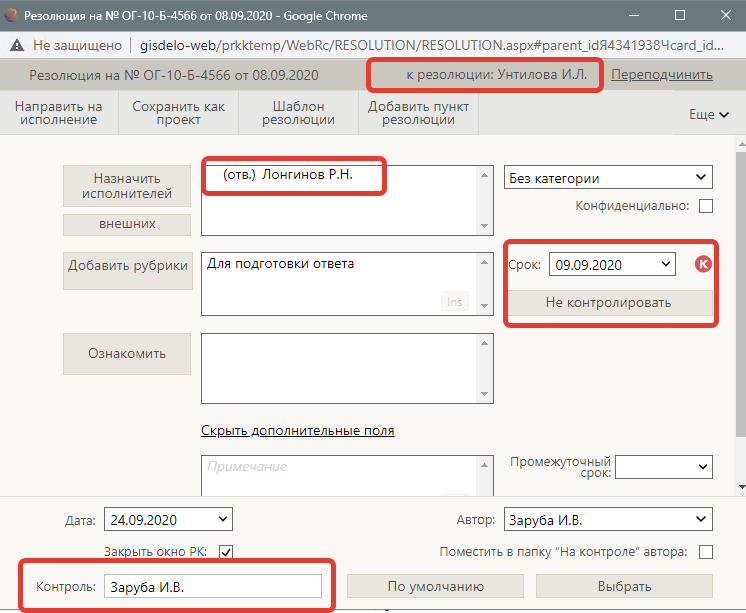 Резолюция на № ОГ-10-Б-4566 от 08.09.2020 - Google Chrome
Не защищено | gisdelo-web/prkktemp/WebRc/RESOLUTION/RESOLUTION.aspx#parent_idЯ4341938Чcard_id...
Резолюция на № ОГ-10-Б-4566 от 08.09.2020 к резолюции: Унтилова И.Л. Переподчинить
Направить на исполнение
Сохранить как проект
Шаблон резолюции
Добавить пункт резолюции
Еще
Назначить исполнителей
(отв.) Лонгинов Р.Н.
Без категории
Конфиденциально:
внешних
Добавить рубрики
Для подготовки ответа
Ins
Срок: 09.09.2020 К
Не контролировать
Ознакомить
Скрыть дополнительные поля
Примечание
Промежуточный срок:
Дата: 24.09.2020
Автор: Заруба И.В.
Закрыть окно РК:
Поместить в папку "На контроле" автора:
Контроль: Заруба И.В.
По умолчанию
Выбрать